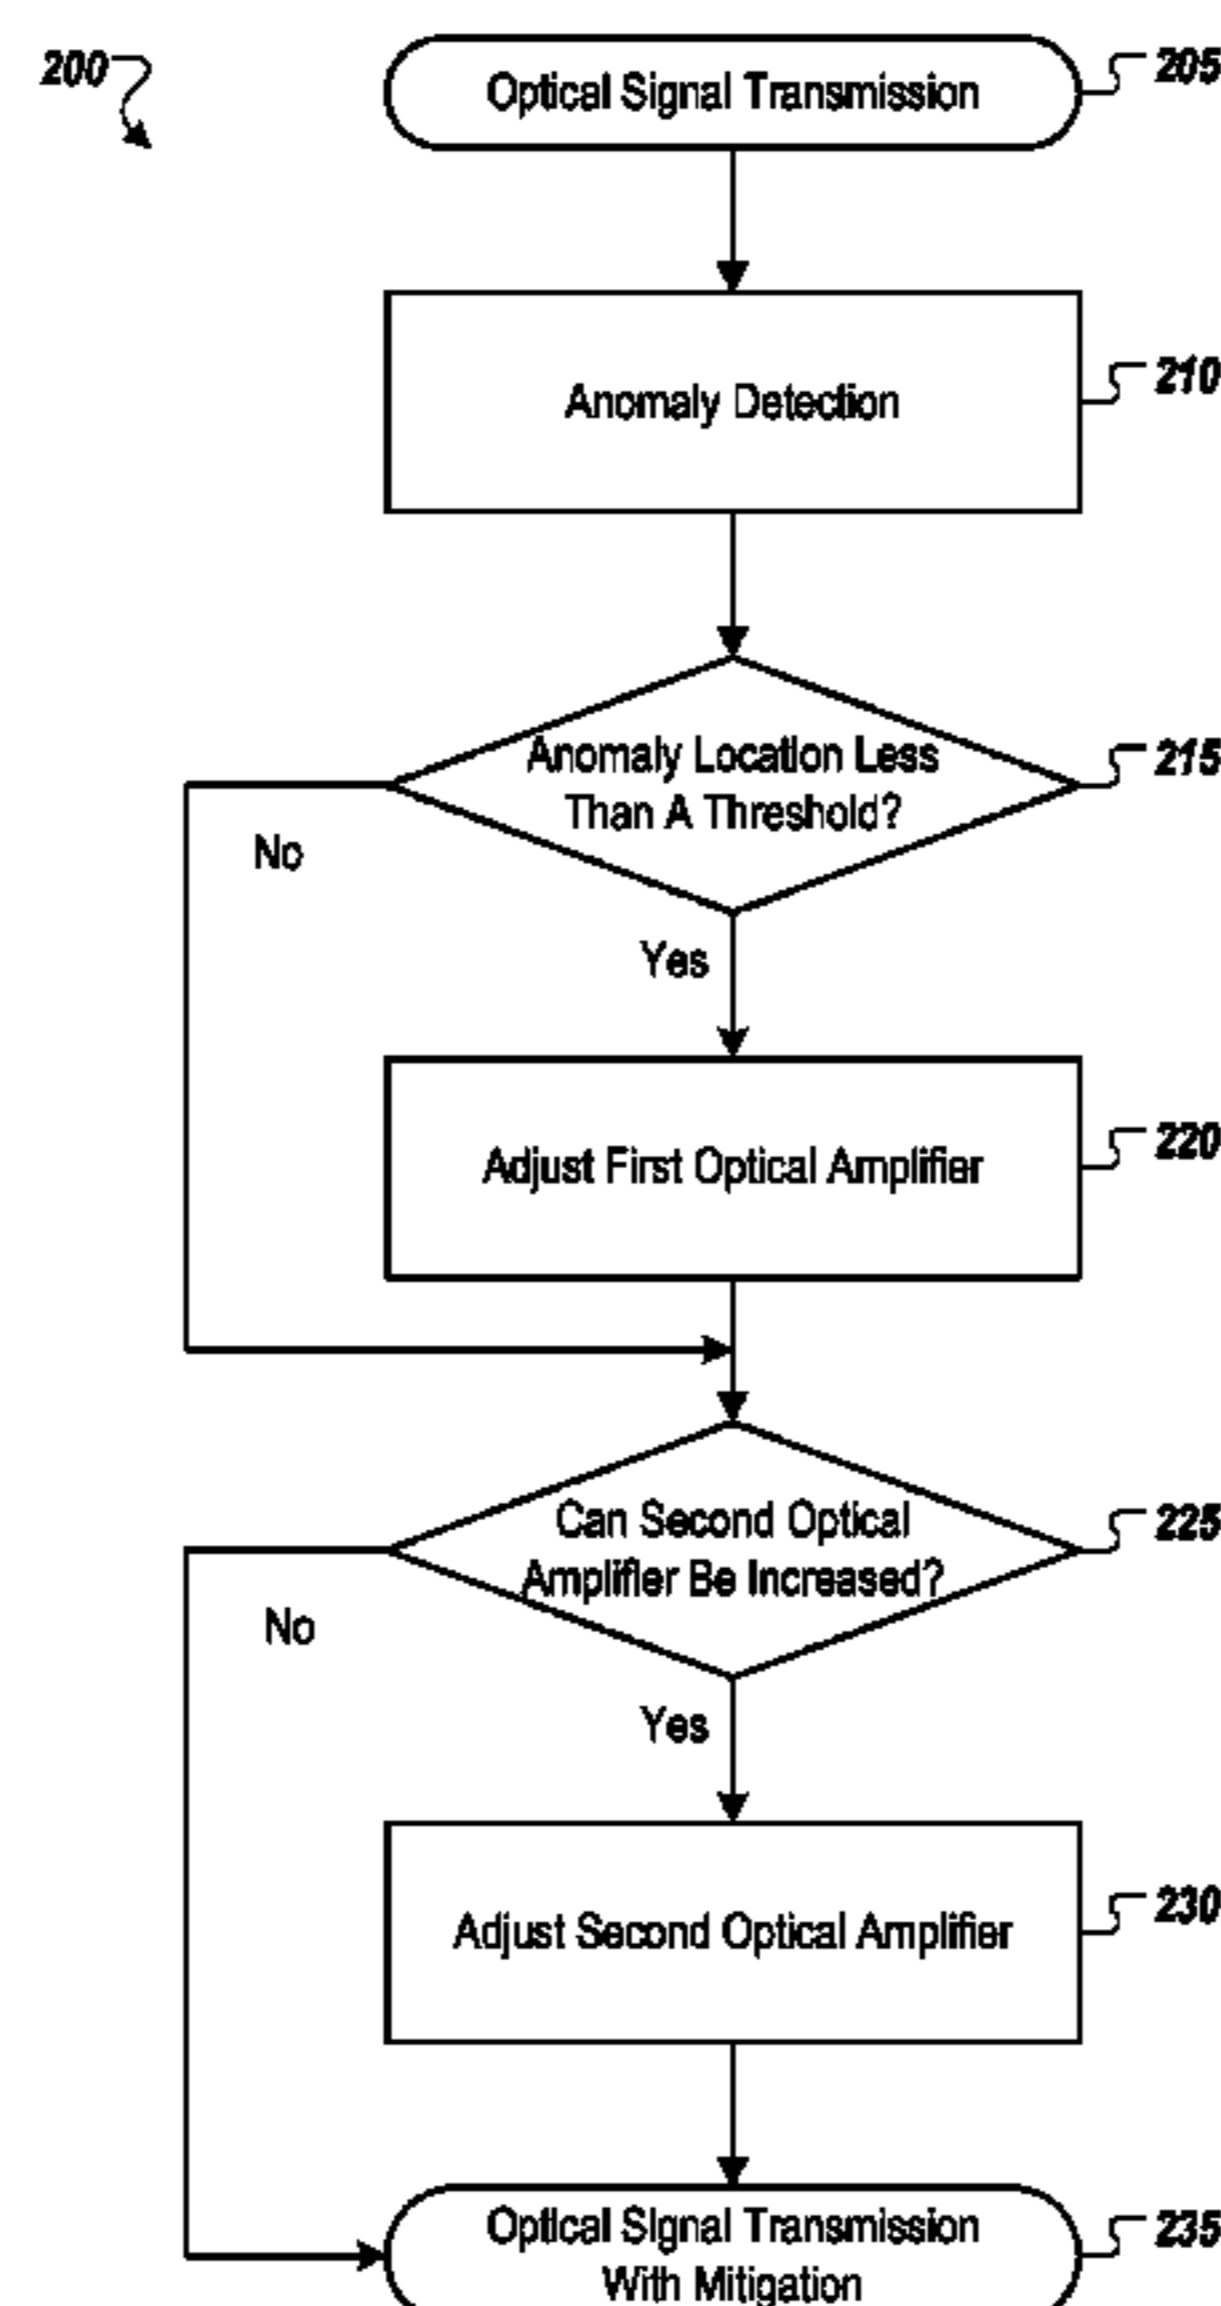 200
Optical Signal Transmission
205
Anomaly Detection
210
Anomaly Location Less
Than A Threshold?
215
No
Yes
Adjust First Optical Amplifier
220
Can Second Optical
Amplifier Be Increased?
225
No
Yes
Adjust Second Optical Amplifier
230
Optical Signal Transmission
With Mitigation
235